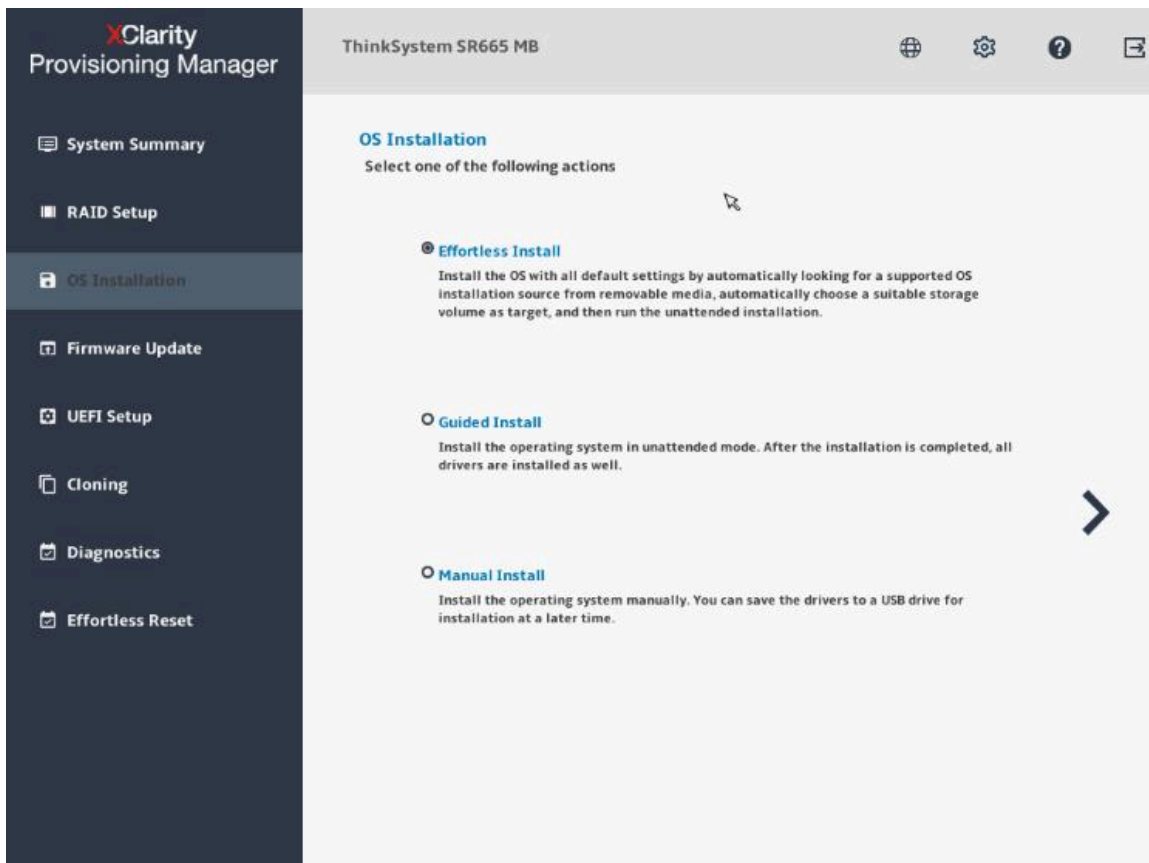 XClarity
Provisioning Manager
ThinkSystem SR665 MB
System Summary
RAID Setup
OS Installation
Firmware Update
UEFI Setup
Cloning
Diagnostics
Effortless Reset
OS Installation
Select one of the following actions
Effortless Install
Install the OS with all default settings by automatically looking for a supported OS
installation source from removable media, automatically choose a suitable storage
volume as target, and then run the unattended installation.
Guided Install
Install the operating system in unattended mode. After the installation is completed, all
drivers are installed as well.
Manual Install
Install the operating system manually. You can save the drivers to a USB drive for
installation at a later time.